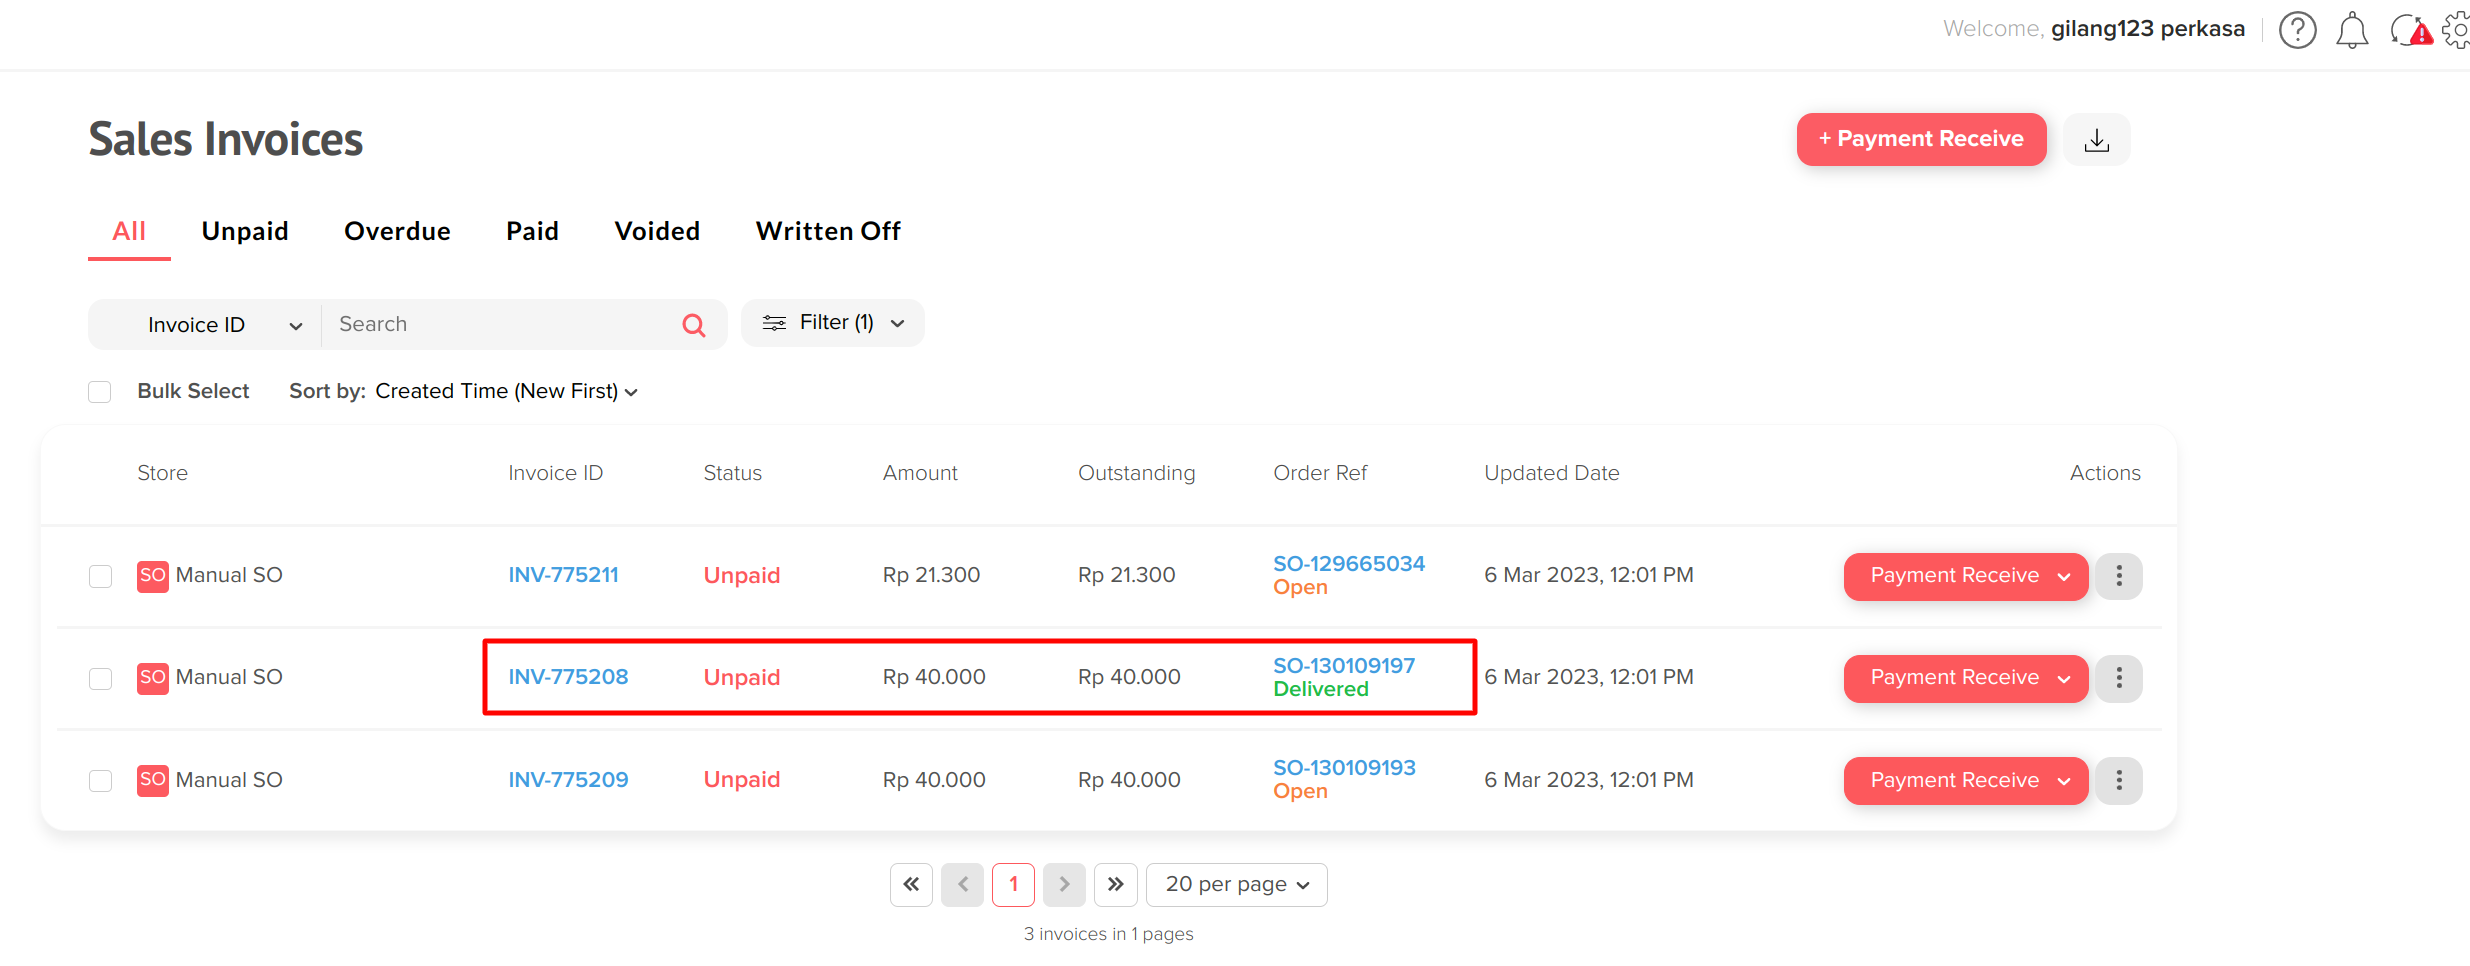 Welcome, gilang123 perkasa
Sales Invoices
+ Payment Receive
All Unpaid Overdue Paid Voided Written Off
Invoice ID Search Filter (1)
Bulk Select Sort by: Created Time (New First)
Store Invoice ID Status Amount Outstanding Order Ref Updated Date Actions
SO Manual SO INV-775211 Unpaid Rp 21.300 Rp 21.300 SO-129665034 6 Mar 2023, 12:01 PM Payment Receive
Open
SO Manual SO INV-775208 Unpaid Rp 40.000 Rp 40.000 SO-130109197 6 Mar 2023, 12:01 PM Payment Receive
Delivered
SO Manual SO INV-775209 Unpaid Rp 40.000 Rp 40.000 SO-130109193 6 Mar 2023, 12:01 PM Payment Receive
Open
1 20 per page
3 invoices in 1 pages